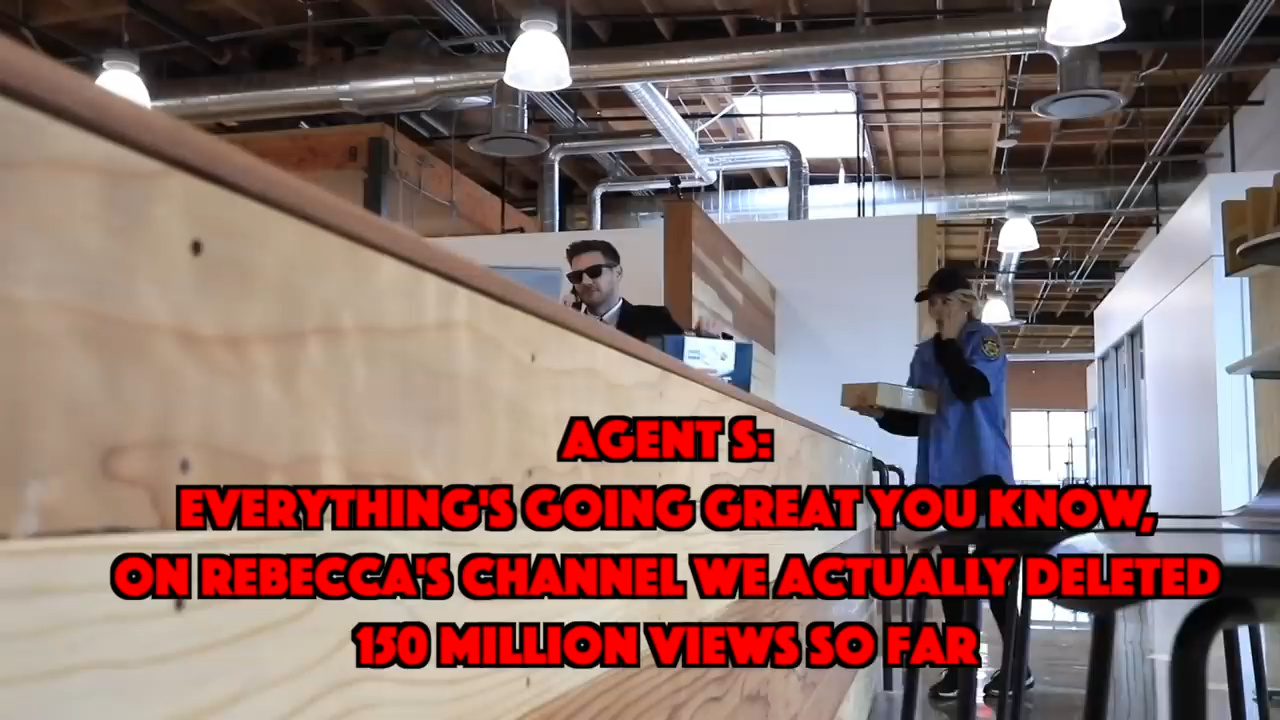 AGENT S:
EVERYTHING'S GOING GREAT YOU KNOW,
ON REBECCA'S CHANNEL WE ACTUALLY DELETED
150 MILLION VIEWS SO FAR